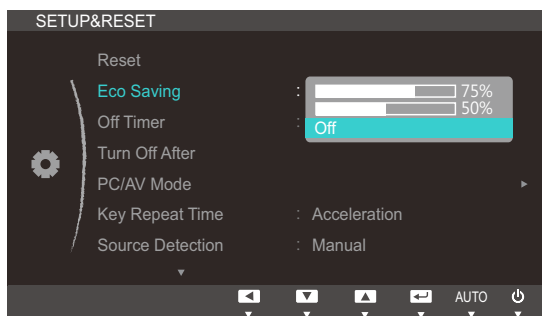 SETUP&RESET
Reset
Eco Saving : 75%
50%
Off Timer : Off
Turn Off After
PC/AV Mode
Key Repeat Time : Acceleration
Source Detection : Manual
AUTO